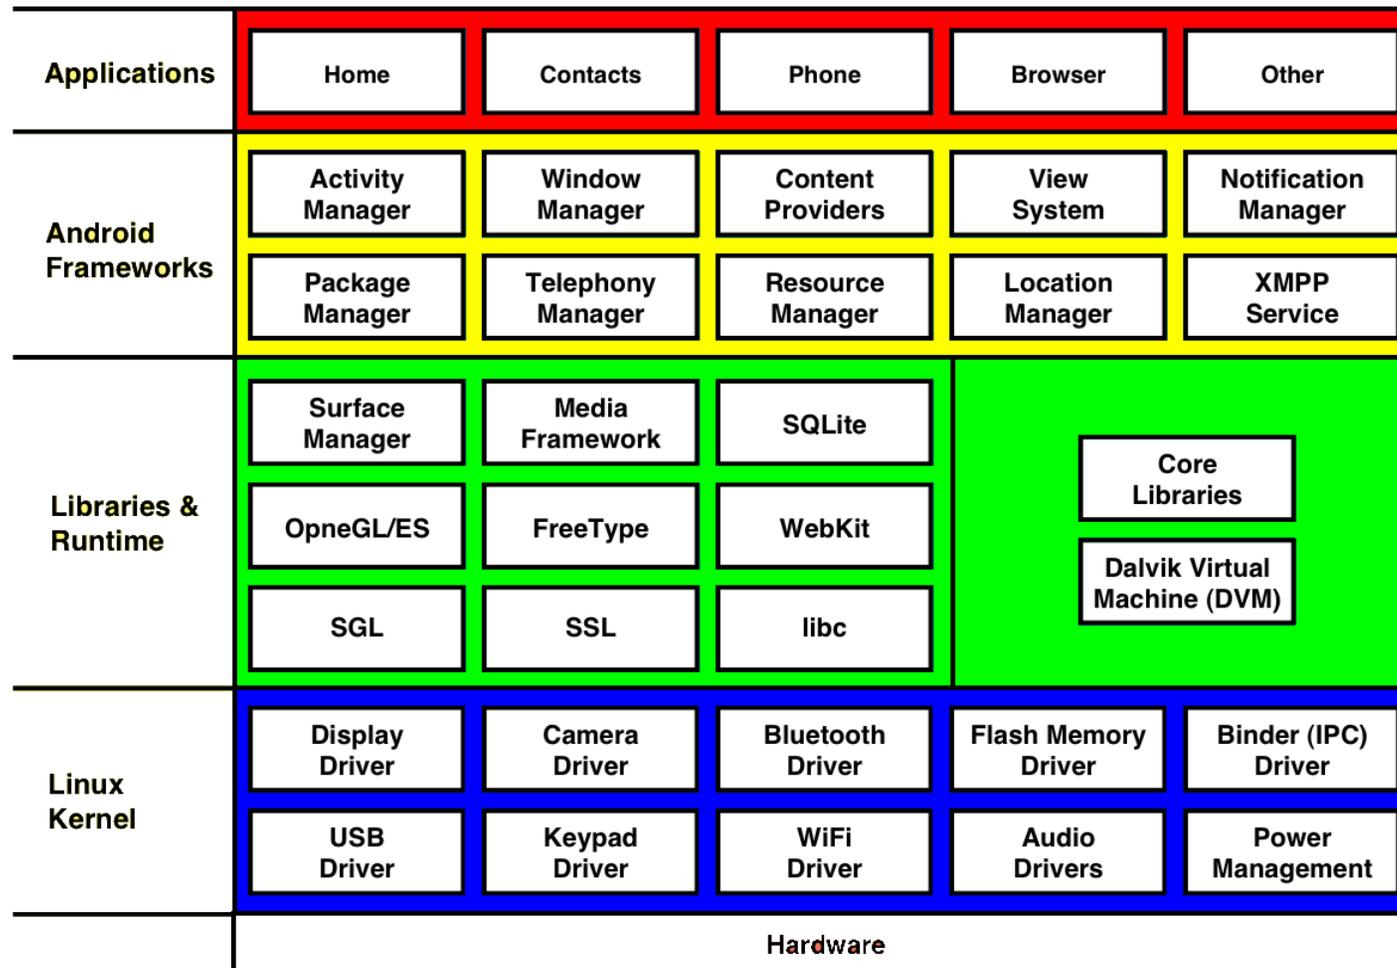 Applications
Home
Contacts
Phone
Browser
Other
Android
Frameworks
Activity
Manager
Window
Manager
Content
Providers
View
System
Notification
Manager
Package
Manager
Telephony
Manager
Resource
Manager
Location
Manager
XMPP
Service
Libraries &
Runtime
Surface
Manager
Media
Framework
SQLite
OpneGL/ES
FreeType
WebKit
SGL
SSL
libc
Core
Libraries
Dalvik Virtual
Machine (DVM)
Linux
Kernel
Display
Driver
Camera
Driver
Bluetooth
Driver
Flash Memory
Driver
Binder (IPC)
Driver
USB
Driver
Keypad
Driver
WiFi
Driver
Audio
Drivers
Power
Management
Hardware